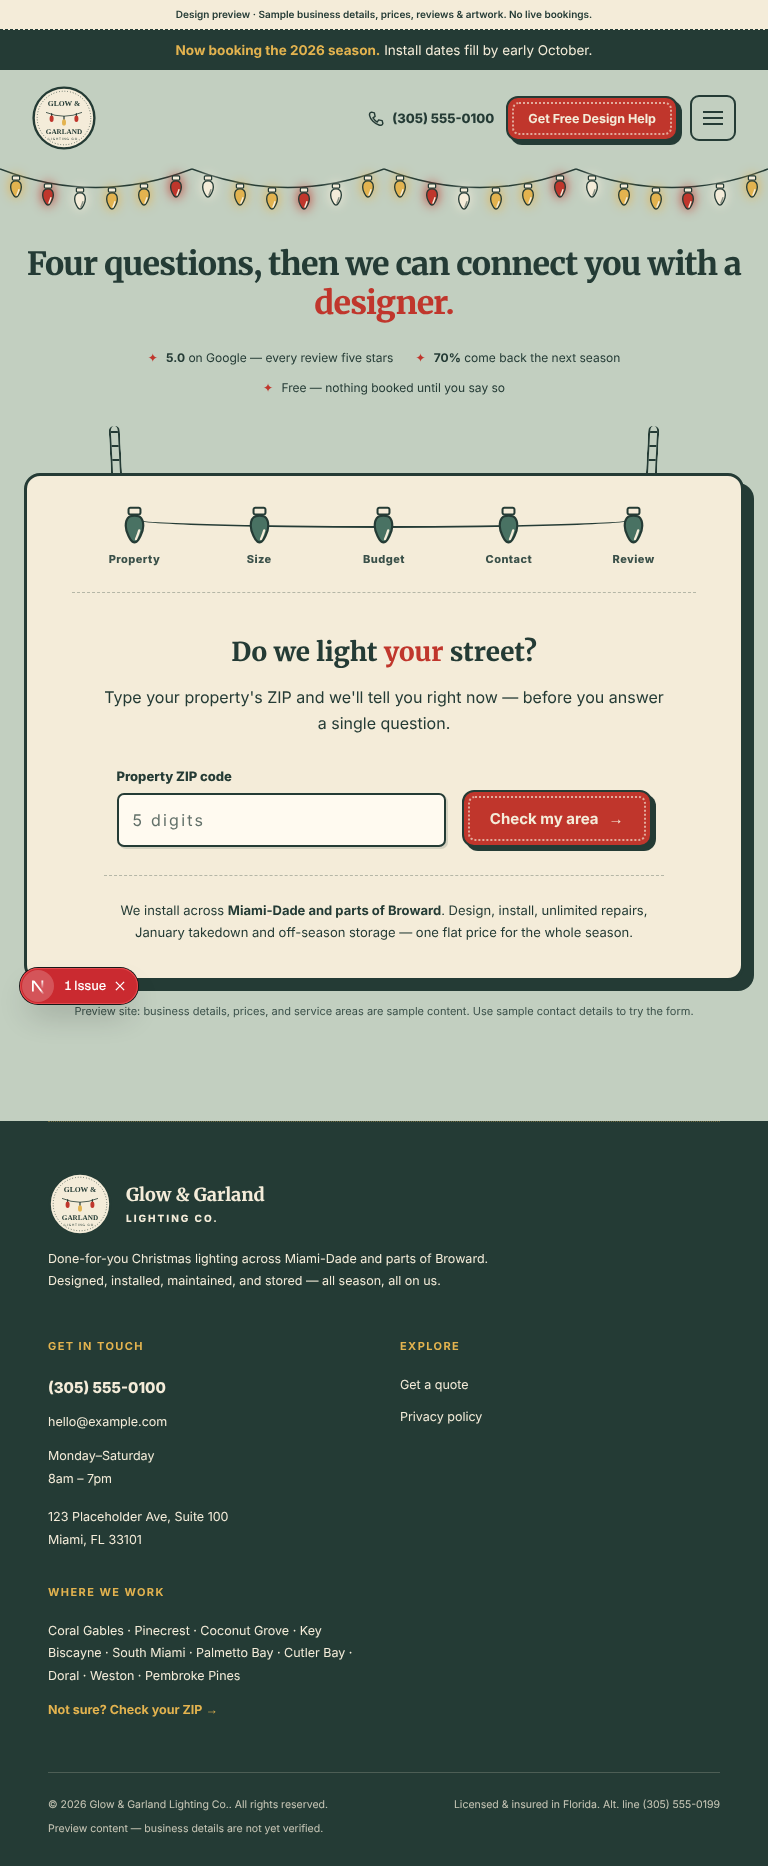 Design preview · Sample business details, prices, reviews & artwork. No live bookings.
Now booking the 2026 season. Install dates fill by early October.
GLOW &
GARLAND
LIGHTING CO.
(305) 555-0100
Get Free Design Help
Four questions, then we can connect you with a
designer.
✦ 5.0 on Google — every review five stars ✦ 70% come back the next season
✦ Free — nothing booked until you say so
Property Size Budget Contact Review
Do we light your street?
Type your property's ZIP and we'll tell you right now — before you answer
a single question.
Property ZIP code
5 digits
Check my area →
We install across Miami-Dade and parts of Broward. Design, install, unlimited repairs,
January takedown and off-season storage — one flat price for the whole season.
N 1 Issue ×
Preview site: business details, prices, and service areas are sample content. Use sample contact details to try the form.
GLOW &
GARLAND
LIGHTING CO.
Glow & Garland
LIGHTING CO.
Done-for-you Christmas lighting across Miami-Dade and parts of Broward.
Designed, installed, maintained, and stored — all season, all on us.
GET IN TOUCH
(305) 555-0100
hello@example.com
Monday–Saturday
8am – 7pm
123 Placeholder Ave, Suite 100
Miami, FL 33101
EXPLORE
Get a quote
Privacy policy
WHERE WE WORK
Coral Gables · Pinecrest · Coconut Grove · Key
Biscayne · South Miami · Palmetto Bay · Cutler Bay ·
Doral · Weston · Pembroke Pines
Not sure? Check your ZIP →
© 2026 Glow & Garland Lighting Co.. All rights reserved.
Licensed & insured in Florida. Alt. line (305) 555-0199
Preview content — business details are not yet verified.